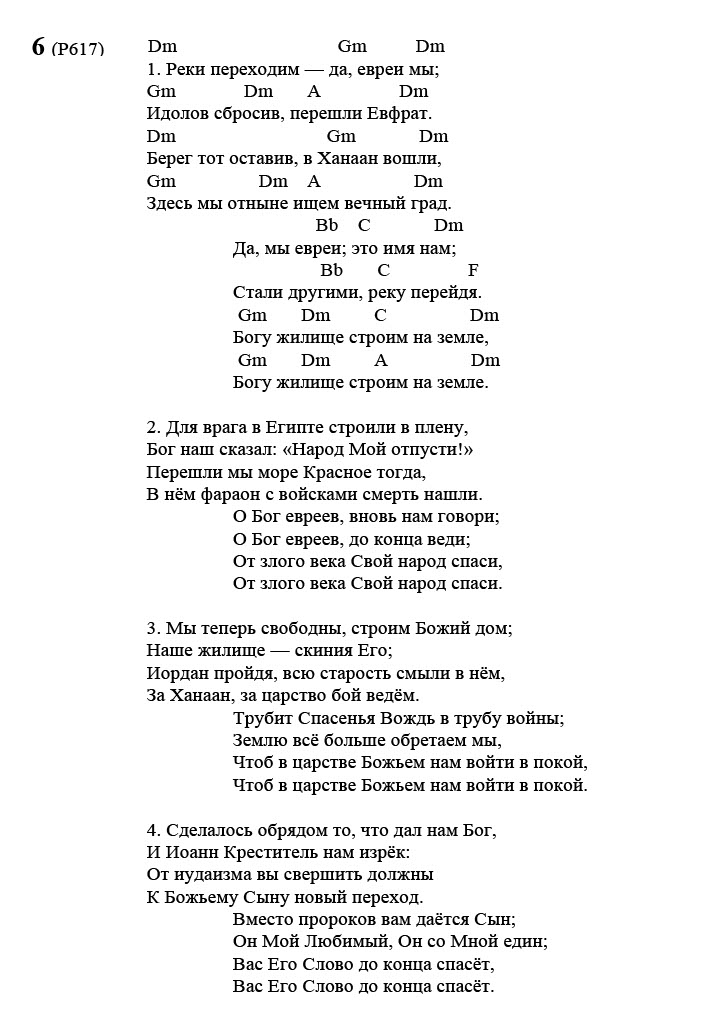 6 (Р617) Dm Gm Dm
1. Реки переходим — да, евреи мы;
Gm Dm A Dm
Идолов сбросив, перешли Евфрат.
Dm Gm Dm
Берег тот оставив, в Ханаан вошли,
Gm Dm A Dm
Здесь мы отныне ищем вечный град.
Bb C Dm
Да, мы евреи; это имя нам;
Bb C F
Стали другими, реку перейдя.
Gm Dm C Dm
Богу жилище строим на земле,
Gm Dm A Dm
Богу жилище строим на земле.
2. Для врага в Египте строили в плену,
Бог наш сказал: «Народ Мой отпусти!»
Перешли мы море Красное тогда,
В нём фараон с войсками смерть нашли.
О Бог евреев, вновь нам говори;
О Бог евреев, до конца веди;
От злого века Свой народ спаси,
От злого века Свой народ спаси.
3. Мы теперь свободны, строим Божий дом;
Наше жилище — скиния Его;
Иордан пройдя, всю старость смыли в нём,
За Ханаан, за царство бой ведём.
Трубит Спасенья Вождь в трубу войны;
Землю всё больше обретаем мы,
Чтоб в царстве Божьем нам войти в покой,
Чтоб в царстве Божьем нам войти в покой.
4. Сделалось обрядом то, что дал нам Бог,
И Иоанн Креститель нам изрёк:
От иудаизма вы свершить должны
К Божьему Сыну новый переход.
Вместо пророков вам даётся Сын;
Он Мой Любимый, Он со Мной един;
Вас Его Слово до конца спасёт,
Вас Его Слово до конца спасёт.